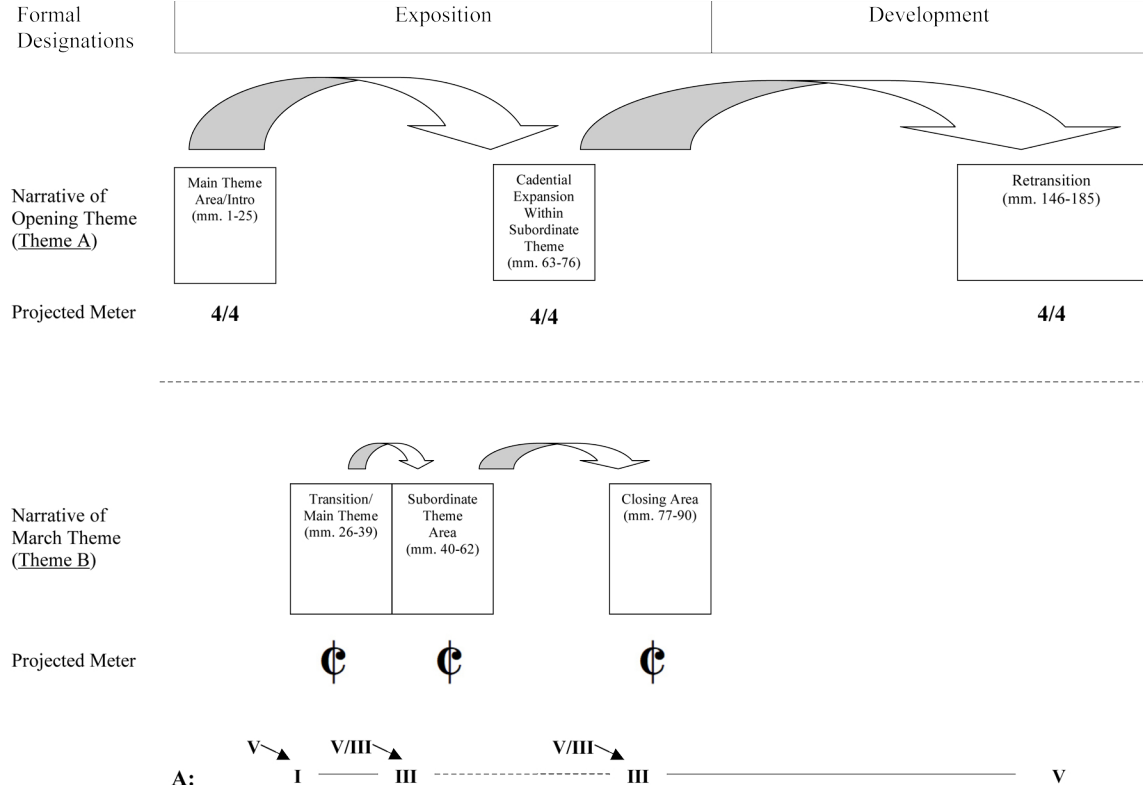 Formal
Designations
Exposition
Development
Narrative of
Opening Theme
(Theme A)
Main Theme
Area/Intro
(mm. 1-25)
Cadential
Expansion
Within
Subordinate
Theme
(mm. 63-76)
Retransition
(mm. 146-185)
Projected Meter
4/4
4/4
4/4
Narrative of
March Theme
(Theme B)
Transition/
Main Theme
(mm. 26-39)
Subordinate
Theme
Area
(mm. 40-62)
Closing Area
(mm. 77-90)
Projected Meter
¢
¢
¢
V
V/III
V/III
A:
I
III
III
V